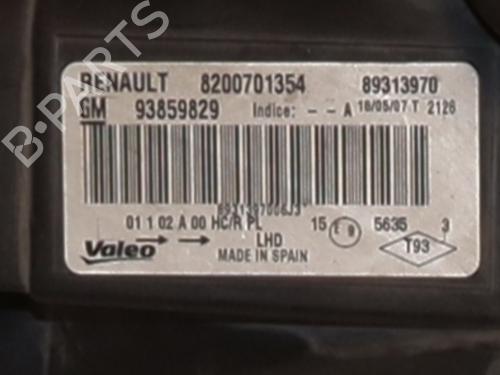 B-PARTS
RENAULT 8200701354 89313970
GM 93859829 Indice: - - A 18/05/07 T 2126
01 1 02 A 00 HC/R PL 15 E 9 5635 3
Valeo LHD T93
MADE IN SPAIN